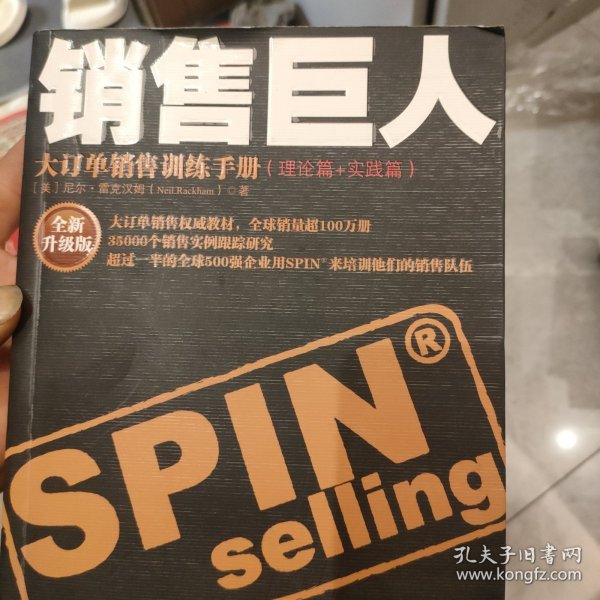 销售巨人
大订单销售训练手册（理论篇+实践篇）
[美]尼尔·雷克汉姆（Neil Rackham）◎著
全新
升级版
大订单销售权威教材，全球销量超100万册
35000个销售实例跟踪研究
超过一半的全球500强企业用SPIN®来培训他们的销售队伍
SPIN®
selling
孔夫子旧书网
www.kongfz.com